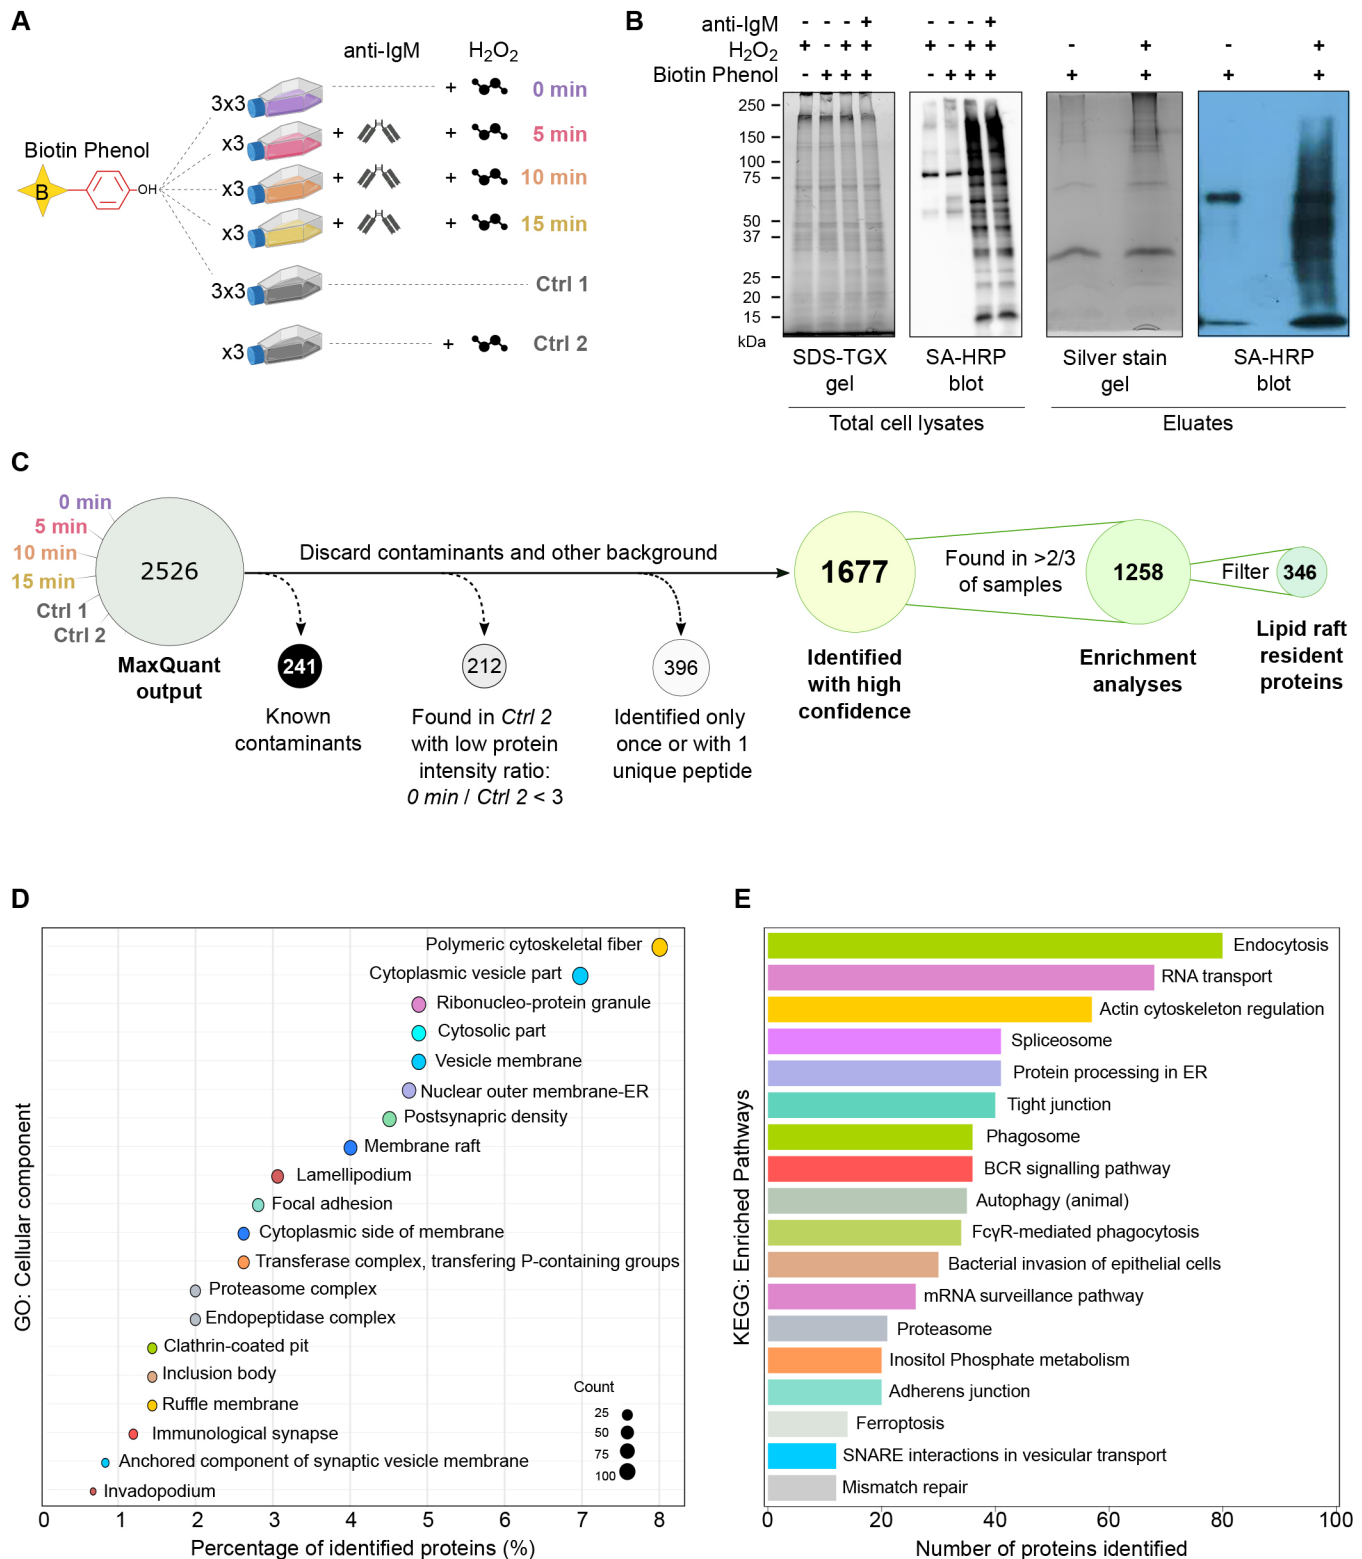 A
anti-IgM
H2O2
3x3
+
0 min
x3
+
+
5 min
x3
+
+
10 min
x3
+
+
15 min
3x3
Ctrl 1
x3
+
Ctrl 2
Biotin Phenol
B
OH
B
anti-IgM - - - + - - - +
H2O2 + - + + + - + + - + - +
Biotin Phenol - + + + - + + + + + + +
250
150
100
75
50
37
25
20
15
kDa
SDS-TGX
gel
SA-HRP
blot
Silver stain
gel
SA-HRP
blot
Total cell lysates
Eluates
C
0 min
5 min
10 min
15 min
Ctrl 1
Ctrl 2
2526
MaxQuant
output
Discard contaminants and other background
241
Known
contaminants
212
Found in Ctrl 2
with low protein
intensity ratio:
0 min / Ctrl 2 < 3
396
Identified only
once or with 1
unique peptide
1677
Identified
with high
confidence
Found in >2/3
of samples
1258
Enrichment
analyses
Filter
346
Lipid raft
resident
proteins
D
GO: Cellular component
Polymeric cytoskeletal fiber
Cytoplasmic vesicle part
Ribonucleo-protein granule
Cytosolic part
Vesicle membrane
Nuclear outer membrane-ER
Postsynapric density
Membrane raft
Lamellipodium
Focal adhesion
Cytoplasmic side of membrane
Transferase complex, transfering P-containing groups
Proteasome complex
Endopeptidase complex
Clathrin-coated pit
Inclusion body
Ruffle membrane
Immunological synapse
Anchored component of synaptic vesicle membrane
Invadopodium
Count
25
50
75
100
0 1 2 3 4 5 6 7 8
Percentage of identified proteins (%)
E
KEGG: Enriched Pathways
Endocytosis
RNA transport
Actin cytoskeleton regulation
Spliceosome
Protein processing in ER
Tight junction
Phagosome
BCR signalling pathway
Autophagy (animal)
FcγR-mediated phagocytosis
Bacterial invasion of epithelial cells
mRNA surveillance pathway
Proteasome
Inositol Phosphate metabolism
Adherens junction
Ferroptosis
SNARE interactions in vesicular transport
Mismatch repair
0 20 40 60 80 100
Number of proteins identified